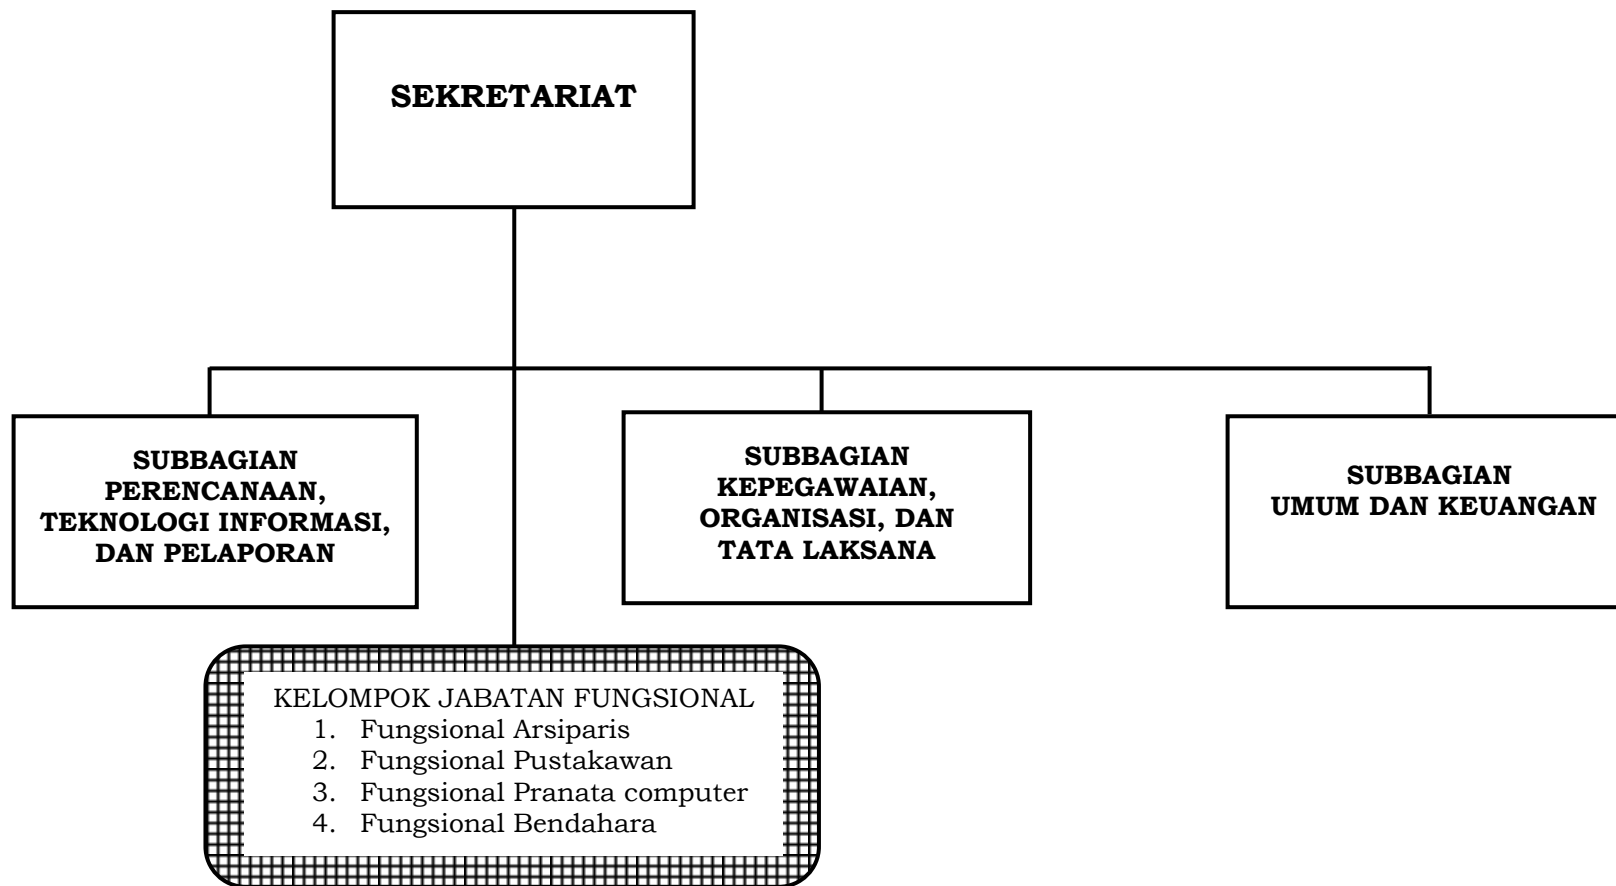 SEKRETARIAT
SUBBAGIAN
PERENCANAAN,
TEKNOLOGI INFORMASI,
DAN PELAPORAN
SUBBAGIAN
KEPEGAWAIAN,
ORGANISASI, DAN
TATA LAKSANA
SUBBAGIAN
UMUM DAN KEUANGAN
KELOMPOK JABATAN FUNGSIONAL
1. Fungsional Arsiparis
2. Fungsional Pustakawan
3. Fungsional Pranata computer
4. Fungsional Bendahara